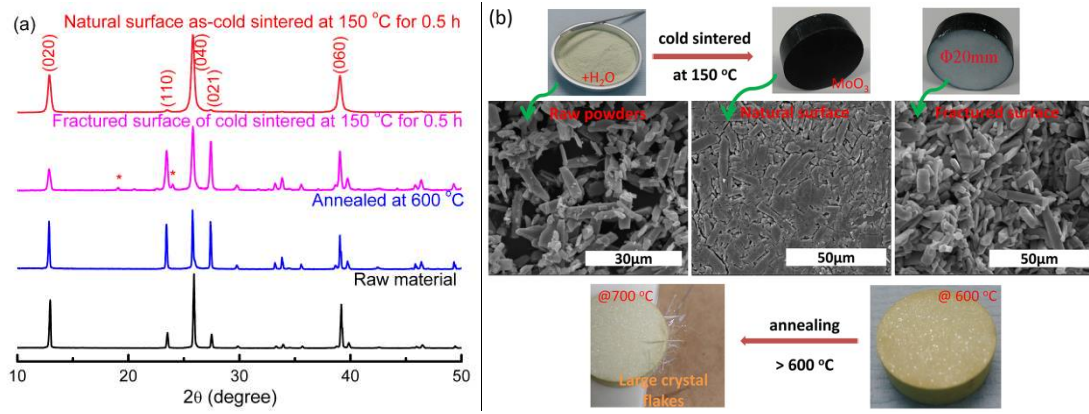 (a)
Natural surface as-cold sintered at 150 °C for 0.5 h
(020)
(110)
(040)
(021)
(060)
Fractured surface of cold sintered at 150 °C for 0.5 h
*
*
Annealed at 600 °C
Raw material
10
20
30
40
50
2θ (degree)
(b)
+H₂O
cold sintered
at 150 °C
MoO₃
Φ20mm
Raw powders
Natural surface
Fractured surface
30μm
50μm
50μm
@700 °C
Large crystal
flakes
annealing
> 600 °C
@ 600 °C